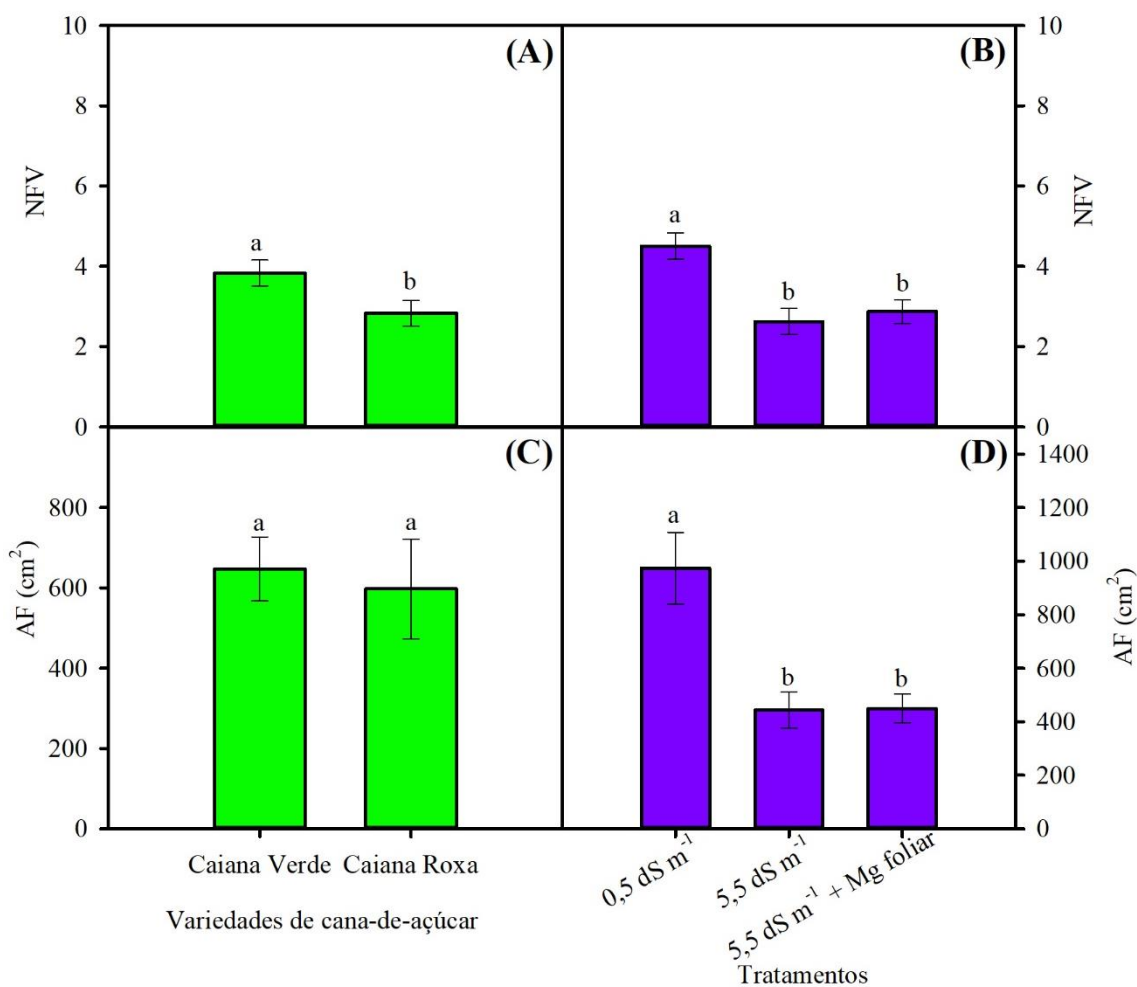 10
(A)
8
6
NFV
a
4
b
2
0
10
(B)
8
6
NFV
a
4
b
b
2
0
(C)
800
a
a
600
AF (cm²)
400
200
0
Caiana Verde Caiana Roxa
Variedades de cana-de-açúcar
1400
(D)
1200
a
1000
AF (cm²)
800
600
b
b
400
200
0
0,5 dS m⁻¹
5,5 dS m⁻¹
5,5 dS m⁻¹ + Mg foliar
Tratamentos